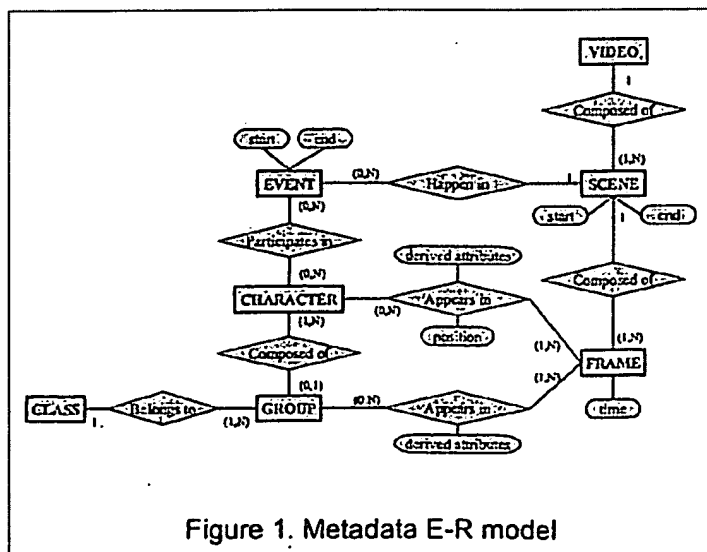 VIDEO
1
Composed of
(1,N)
start end
EVENT (0,N) Happen in 1 SCENE
(0,N) start 1 end
Participates in
derived attributes Composed of
(0,N)
CHARACTER (0,N) Appears in
(1,N) position (1,N) (1,N)
Composed of (1,N) FRAME
(0,1)
CLASS 1 Belongs to (1,N) GROUP (0,N) Appears in time
derived attributes
Figure 1. Metadata E-R model